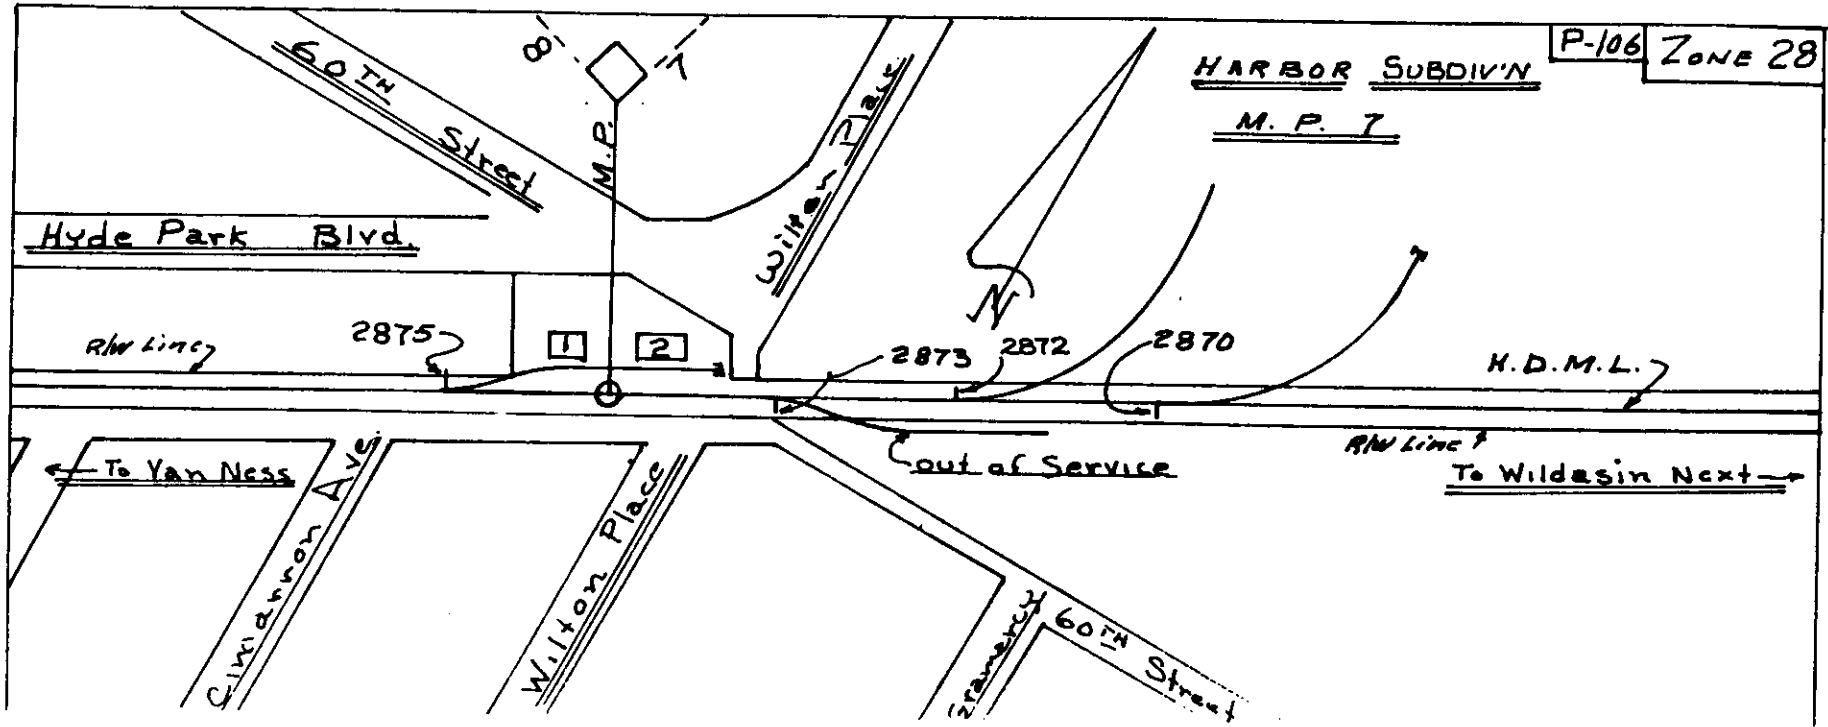 P-106
ZONE 28
HARBOR SUBDIV'N
M. P. 7
60TH Street
8
7
M.P.
Wilton Place
Hyde Park Blvd.
N
R/W Line
2875
1
2
2873
2872
2870
H.D.M.L.
R/W Line
out of Service
To Van Ness
To Wildasin Next
Cimarron Ave.
Wilton Place
Gramercy
60TH Street